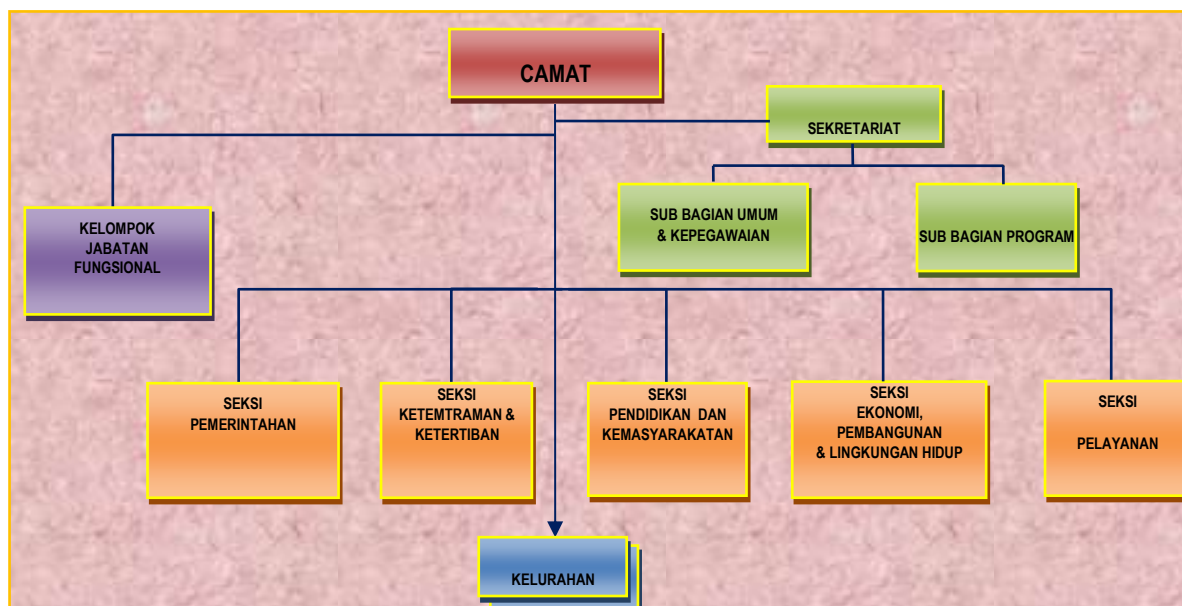 CAMAT
SEKRETARIAT
KELOMPOK
JABATAN
FUNGSIONAL
SUB BAGIAN UMUM
& KEPEGAWAIAN
SUB BAGIAN PROGRAM
SEKSI
PEMERINTAHAN
SEKSI
KETEMTRAMAN &
KETERTIBAN
SEKSI
PENDIDIKAN DAN
KEMASYARAKATAN
SEKSI
EKONOMI,
PEMBANGUNAN
& LINGKUNGAN HIDUP
SEKSI
PELAYANAN
KELURAHAN